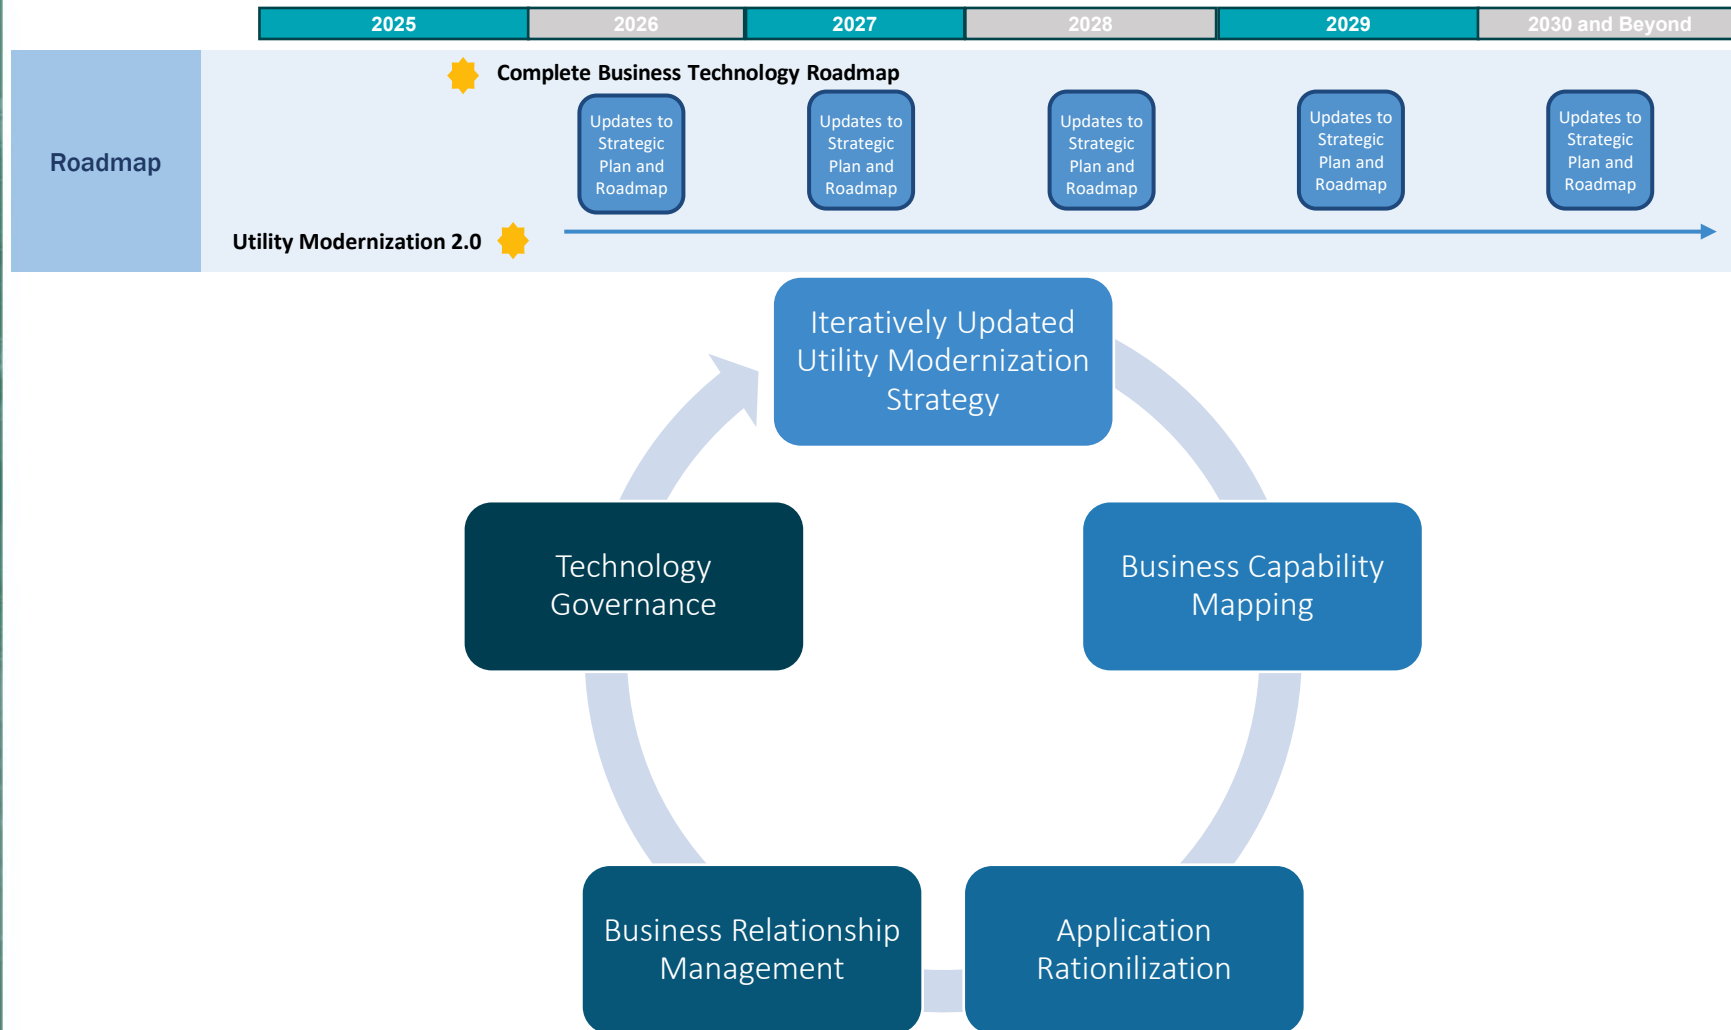 2025
2026
2027
2028
2029
2030 and Beyond
Roadmap
Complete Business Technology Roadmap
Updates to
Strategic
Plan and
Roadmap
Updates to
Strategic
Plan and
Roadmap
Updates to
Strategic
Plan and
Roadmap
Updates to
Strategic
Plan and
Roadmap
Updates to
Strategic
Plan and
Roadmap
Utility Modernization 2.0
Iteratively Updated
Utility Modernization
Strategy
Business Capability
Mapping
Application
Rationilization
Business Relationship
Management
Technology
Governance